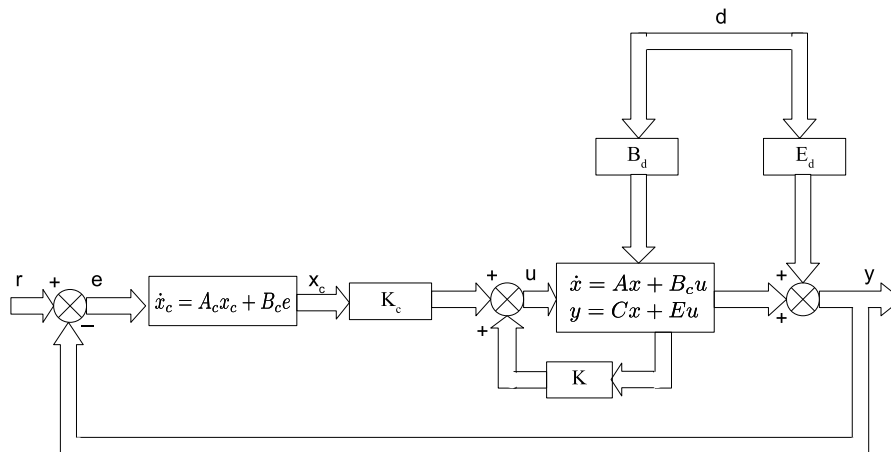 d
B_d
E_d
r
+
e
−
ẋ_c = A_c x_c + B_c e
x_c
K_c
+
+
u
ẋ = Ax + B_c u
y = Cx + Eu
+
+
y
K